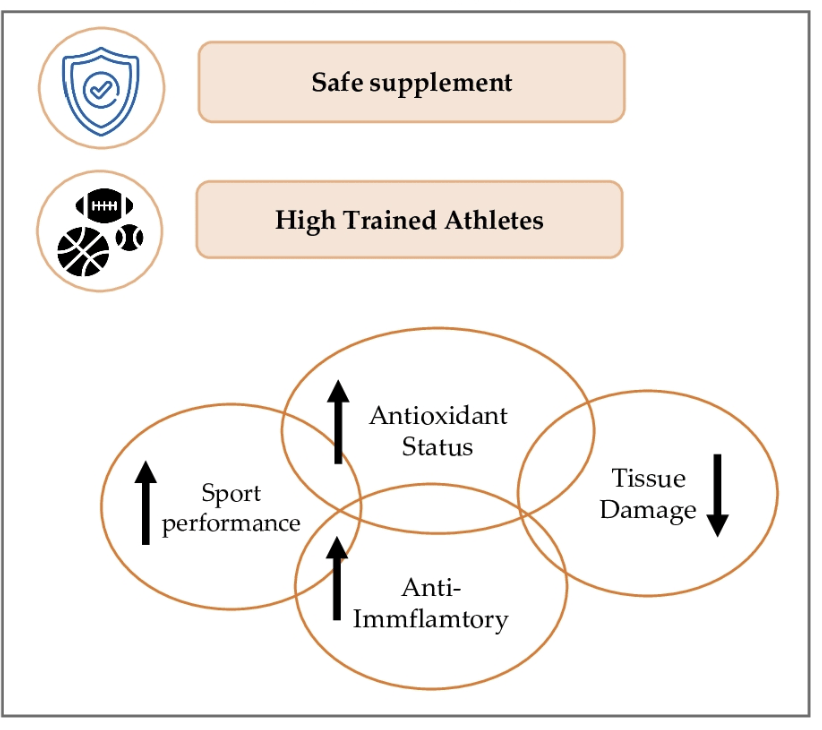 Safe supplement
High Trained Athletes
Antioxidant
Status
Sport
performance
Tissue
Damage
Anti-
Immflamtory